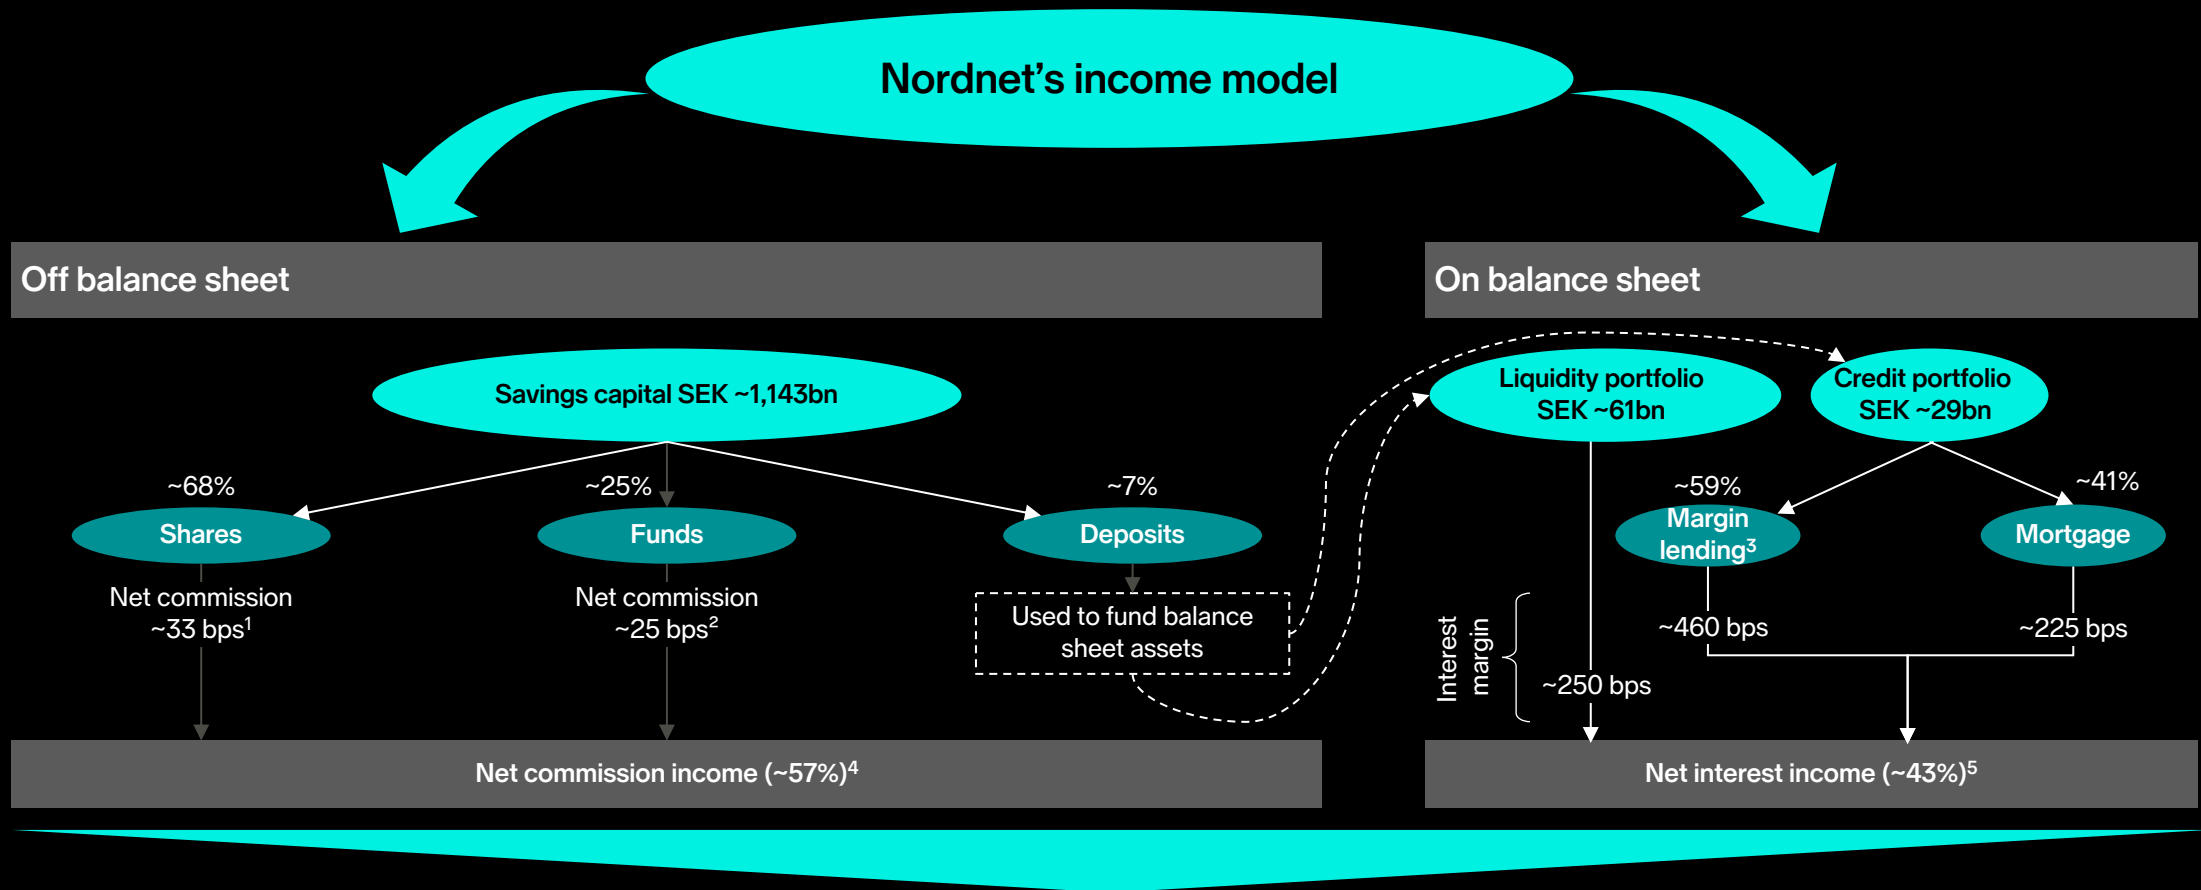 Nordnet’s income model
Off balance sheet
On balance sheet
Savings capital SEK ~1,143bn
Liquidity portfolio
SEK ~61bn
Credit portfolio
SEK ~29bn
~68%
~25%
~7%
~59%
~41%
Shares
Funds
Deposits
Margin
lending³
Mortgage
Net commission
~33 bps¹
Net commission
~25 bps²
Used to fund balance
sheet assets
Interest
margin
~250 bps
~460 bps
~225 bps
Net commission income (~57%)⁴
Net interest income (~43%)⁵